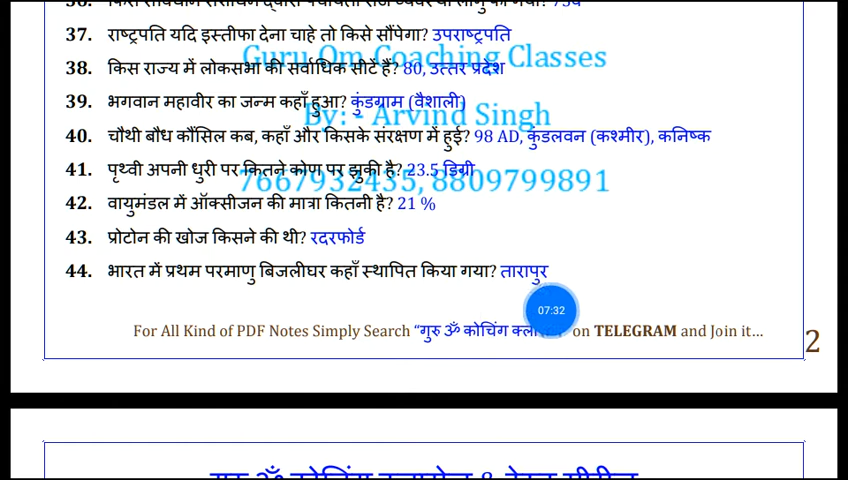 37. राष्ट्रपति यदि इस्तीफा देना चाहे तो किसे सौंपेगा? उपराष्ट्रपति
Guru Om Coaching Classes
38. किस राज्य में लोकसभा की सर्वाधिक सीटें हैं? 80, उत्तर प्रदेश
39. भगवान महावीर का जन्म कहाँ हुआ? कुंडग्राम (वैशाली)
By: - Arvind Singh
40. चौथी बौध कौंसिल कब, कहाँ और किसके संरक्षण में हुई? 98 AD, कुंडलवन (कश्मीर), कनिष्क
41. पृथ्वी अपनी धुरी पर कितने कोण पर झुकी है? 23.5 डिग्री
7667932435, 8809799891
42. वायुमंडल में ऑक्सीजन की मात्रा कितनी है? 21 %
43. प्रोटोन की खोज किसने की थी? रदरफोर्ड
44. भारत में प्रथम परमाणु बिजलीघर कहाँ स्थापित किया गया? तारापुर
07:32
For All Kind of PDF Notes Simply Search “गुरु ॐ कोचिंग on TELEGRAM and Join it...
2